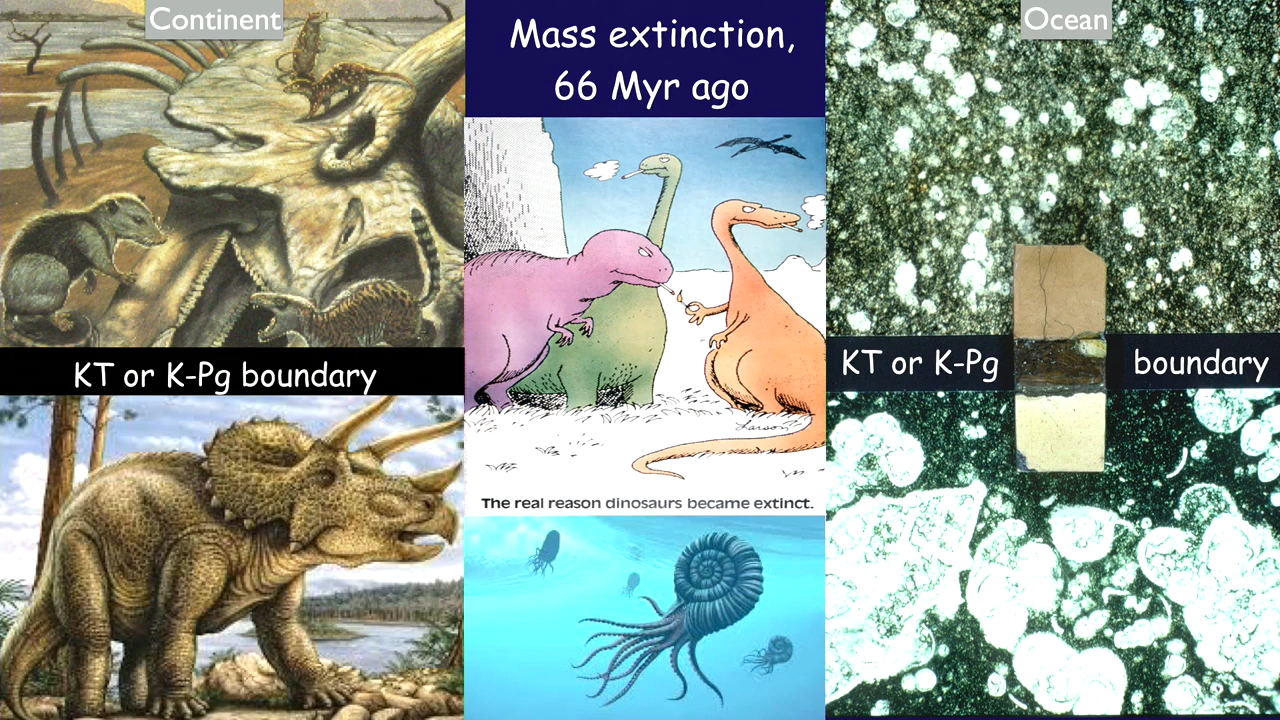 Continent
Mass extinction,
66 Myr ago
Ocean
KT or K-Pg boundary
KT or K-Pg boundary
Larson
The real reason dinosaurs became extinct.